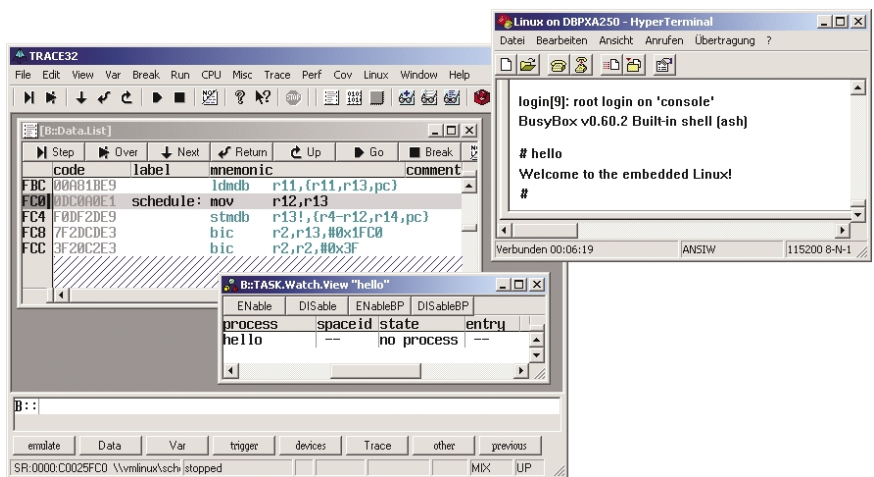 TRACE32
File Edit View Var Break Run CPU Misc Trace Perf Cov Linux Window Help
[B::Data.List]
Step Over Next Return Up Go Break
code label mnemonic comment
FBC 00A81BE9 ldmdb r11,{r11,r13,pc}
FC0 0DC0A0E1 schedule: mov r12,r13
FC4 F0DF2DE9 stmdb r13!,{r4-r12,r14,pc}
FC8 7F2DCDE3 bic r2,r13,#0x1FC0
FCC 3F20C2E3 bic r2,r2,#0x3F
B::TASK.Watch.View "hello"
ENable DISable ENableBP DISableBP
process spaceid state entry
hello -- no process --
B::
emulate Data Var trigger devices Trace other previous
SR:0000:C0025FC0 \\vmlinux\sch stopped MIX UP
Linux on DBPXA250 - HyperTerminal
Datei Bearbeiten Ansicht Anrufen Übertragung ?
login[9]: root login on 'console'
BusyBox v0.60.2 Built-in shell (ash)
# hello
Welcome to the embedded Linux!
#
Verbunden 00:06:19 ANSIW 115200 8-N-1